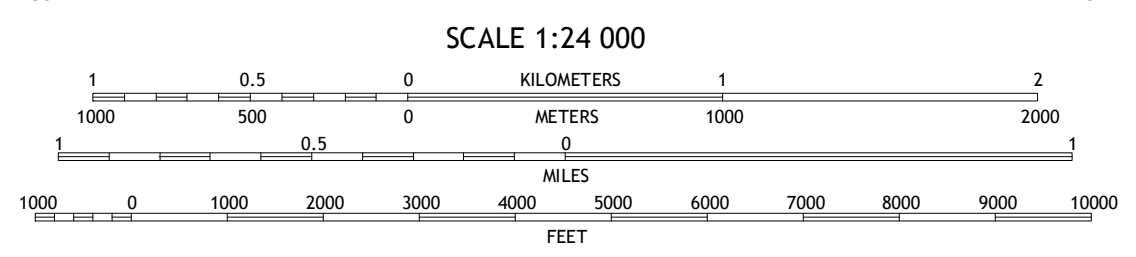 SCALE 1:24 000
1 0.5 0 KILOMETERS 1 2
1000 500 0 METERS 1000 2000
1 0.5 0 1
MILES
1000 0 1000 2000 3000 4000 5000 6000 7000 8000 9000 10000
FEET